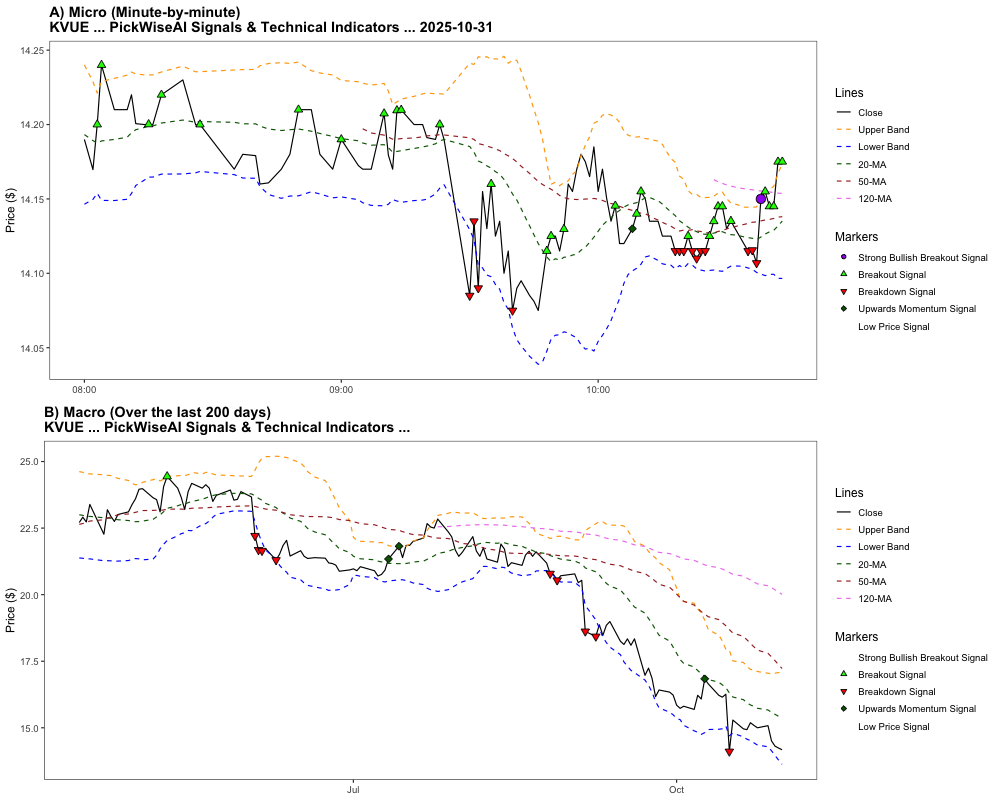 A) Micro (Minute-by-minute)
KVUE ... PickWiseAI Signals & Technical Indicators ... 2025-10-31
Price ($)
14.25
14.20
14.15
14.10
14.05
08:00
09:00
10:00
Lines
Close
Upper Band
Lower Band
20-MA
50-MA
120-MA
Markers
Strong Bullish Breakout Signal
Breakout Signal
Breakdown Signal
Upwards Momentum Signal
Low Price Signal
B) Macro (Over the last 200 days)
KVUE ... PickWiseAI Signals & Technical Indicators ...
Price ($)
25.0
22.5
20.0
17.5
15.0
Jul
Oct
Lines
Close
Upper Band
Lower Band
20-MA
50-MA
120-MA
Markers
Strong Bullish Breakout Signal
Breakout Signal
Breakdown Signal
Upwards Momentum Signal
Low Price Signal